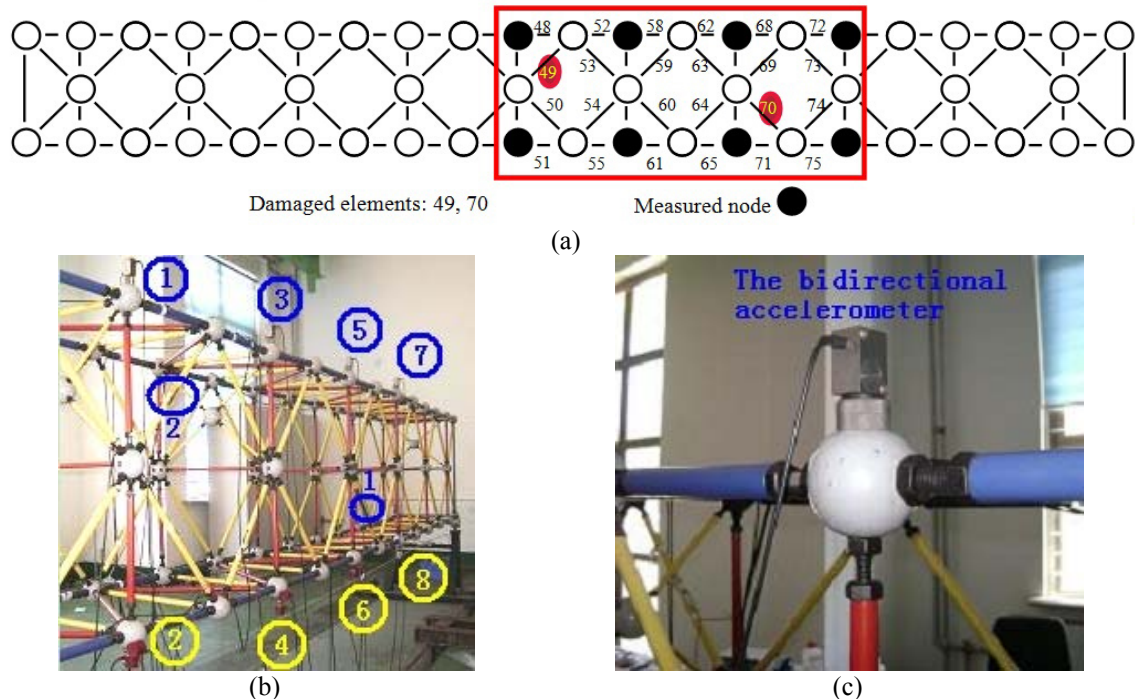 48 52 58 62 68 72
49 53 59 63 69 73
50 54 60 64 70 74
51 55 61 65 71 75
Damaged elements: 49, 70 Measured node
(a)
1 3 5 7
2
1
2 4 6 8
(b)
The bidirectional
accelerometer
(c)